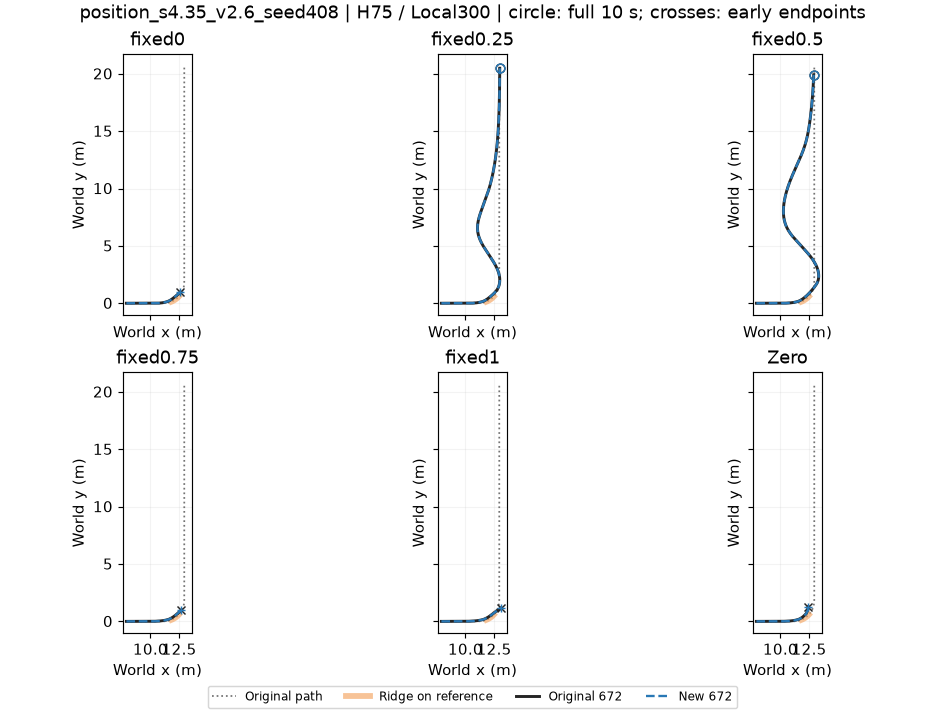 position_s4.35_v2.6_seed408 | H75 / Local300 | circle: full 10 s; crosses: early endpoints
fixed0
fixed0.25
fixed0.5
20
15
10
5
0
World y (m)
World y (m)
World y (m)
World x (m)
World x (m)
World x (m)
fixed0.75
fixed1
Zero
20
15
10
5
0
World y (m)
World y (m)
World y (m)
10.0 12.5
10.0 12.5
10.0 12.5
World x (m)
World x (m)
World x (m)
Original path
Ridge on reference
Original 672
New 672